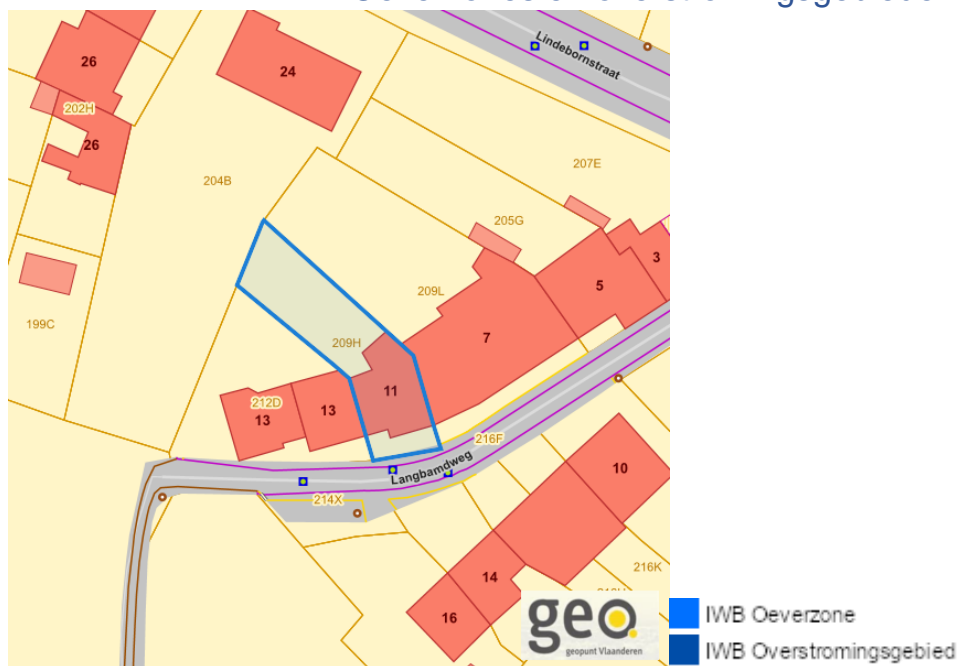 Lindebornstraat
26
24
202H
26
207E
204B
205G
3
5
209L
199C
7
209H
11
212D
13
13
216F
10
Langbamdweg
214X
216K
14
16
geo.
geopunt Vlaanderen
IWB Oeverzone
IWB Overstromingsgebied